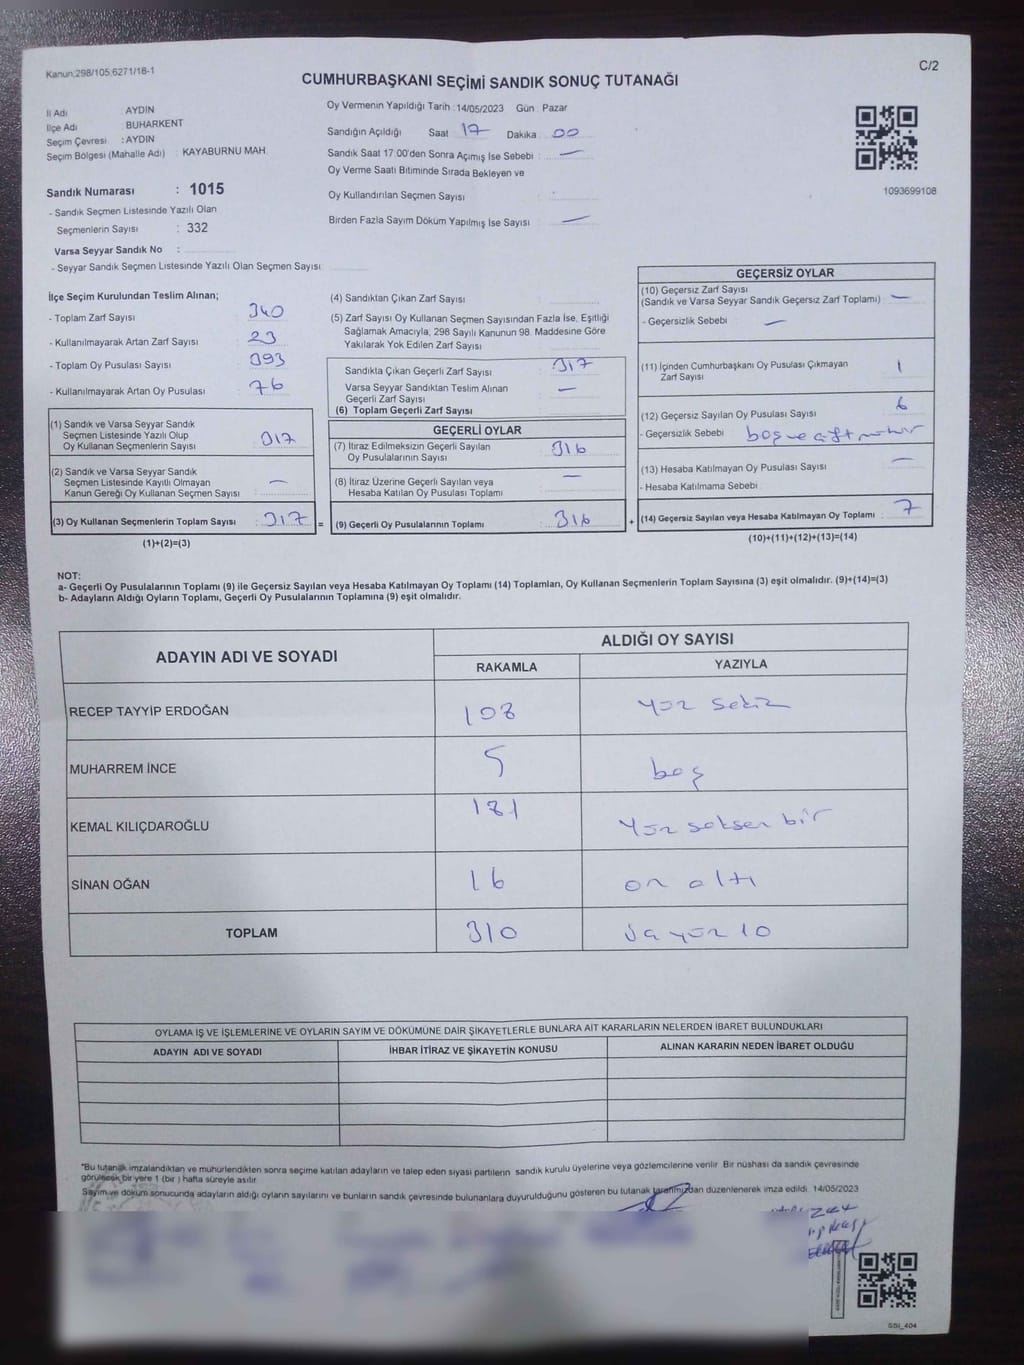 Kanun:298/105;6271/18-1
C/2
CUMHURBAŞKANI SEÇİMİ SANDIK SONUÇ TUTANAĞI
İl Adı AYDIN
İlçe Adı : BUHARKENT
Seçim Çevresi : AYDIN
Seçim Bölgesi (Mahalle Adı) : KAYABURNU MAH.
Sandık Numarası : 1015
- Sandık Seçmen Listesinde Yazılı Olan
Seçmenlerin Sayısı : 332
Varsa Seyyar Sandık No :
- Seyyar Sandık Seçmen Listesinde Yazılı Olan Seçmen Sayısı
Oy Vermenin Yapıldığı Tarih : 14/05/2023 Gün Pazar
Sandığın Açıldığı Saat 17 Dakika 00
Sandık Saat 17:00'den Sonra Açımış İse Sebebi : —
Oy Verme Saati Bitiminde Sırada Bekleyen ve
Oy Kullandırılan Seçmen Sayısı
Birden Fazla Sayım Döküm Yapılmış İse Sayısı : —
1093699108
İlçe Seçim Kurulundan Teslim Alınan;
- Toplam Zarf Sayısı : 340
- Kullanılmayarak Artan Zarf Sayısı : 23
- Toplam Oy Pusulası Sayısı : 393
- Kullanılmayarak Artan Oy Pusulası : 76
(1) Sandık ve Varsa Seyyar Sandık
Seçmen Listesinde Yazılı Olup
Oy Kullanan Seçmenlerin Sayısı : 317
(2) Sandık ve Varsa Seyyar Sandık
Seçmen Listesinde Kayıtlı Olmayan
Kanun Gereği Oy Kullanan Seçmen Sayısı : —
(3) Oy Kullanan Seçmenlerin Toplam Sayısı : 317 =
(1)+(2)=(3)
(4) Sandıktan Çıkan Zarf Sayısı
(5) Zarf Sayısı Oy Kullanan Seçmen Sayısından Fazla İse, Eşitliği
Sağlamak Amacıyla, 298 Sayılı Kanunun 98. Maddesine Göre
Yakılarak Yok Edilen Zarf Sayısı
Sandıkta Çıkan Geçerli Zarf Sayısı : 317
Varsa Seyyar Sandıktan Teslim Alınan
Geçerli Zarf Sayısı : —
(6) Toplam Geçerli Zarf Sayısı
GEÇERLİ OYLAR
(7) İtiraz Edilmeksizin Geçerli Sayılan
Oy Pusulalarının Sayısı : 316
(8) İtiraz Üzerine Geçerli Sayılan veya
Hesaba Katılan Oy Pusulası Toplamı : —
(9) Geçerli Oy Pusulalarının Toplamı : 316 +
GEÇERSİZ OYLAR
(10) Geçersiz Zarf Sayısı
(Sandık ve Varsa Seyyar Sandık Geçersiz Zarf Toplamı) : —
- Geçersizlik Sebebi : —
(11) İçinden Cumhurbaşkanı Oy Pusulası Çıkmayan
Zarf Sayısı : 1
(12) Geçersiz Sayılan Oy Pusulası Sayısı : 6
- Geçersizlik Sebebi : boş ve çift mühür
(13) Hesaba Katılmayan Oy Pusulası Sayısı : —
- Hesaba Katılmama Sebebi
(14) Geçersiz Sayılan veya Hesaba Katılmayan Oy Toplamı : 7
(10)+(11)+(12)+(13)=(14)
NOT:
a- Geçerli Oy Pusulalarının Toplamı (9) ile Geçersiz Sayılan veya Hesaba Katılmayan Oy Toplamı (14) Toplamları, Oy Kullanan Seçmenlerin Toplam Sayısına (3) eşit olmalıdır. (9)+(14)=(3)
b- Adayların Aldığı Oyların Toplamı, Geçerli Oy Pusulalarının Toplamına (9) eşit olmalıdır.
ADAYIN ADI VE SOYADI
ALDIĞI OY SAYISI
RAKAMLA YAZIYLA
RECEP TAYYİP ERDOĞAN 108 yüz sekiz
MUHARREM İNCE 5 beş
KEMAL KILIÇDAROĞLU 181 yüz seksen bir
SİNAN OĞAN 16 on altı
TOPLAM 310 üç yüz 10
OYLAMA İŞ VE İŞLEMLERİNE VE OYLARIN SAYIM VE DÖKÜMÜNE DAİR ŞİKAYETLERLE BUNLARA AİT KARARLARIN NELERDEN İBARET BULUNDUKLARI
ADAYIN ADI VE SOYADI İHBAR İTİRAZ VE ŞİKAYETİN KONUSU ALINAN KARARIN NEDEN İBARET OLDUĞU
"Bu tutanak imzalandıktan ve mühürlendikten sonra seçime katılan adayların ve talep eden siyasi partilerin sandık kurulu üyelerine veya gözlemcilerine verilir. Bir nüshası da sandık çevresinde
görülecek bir yere 1 (bir) hafta süreyle asılır.
Sayım ve döküm sonucunda adayların aldığı oyların sayılarını ve bunların sandık çevresinde bulunanlara duyurulduğunu gösteren bu tutanak tarafımızdan düzenlenerek imza edildi. 14/05/2023
SSI_404